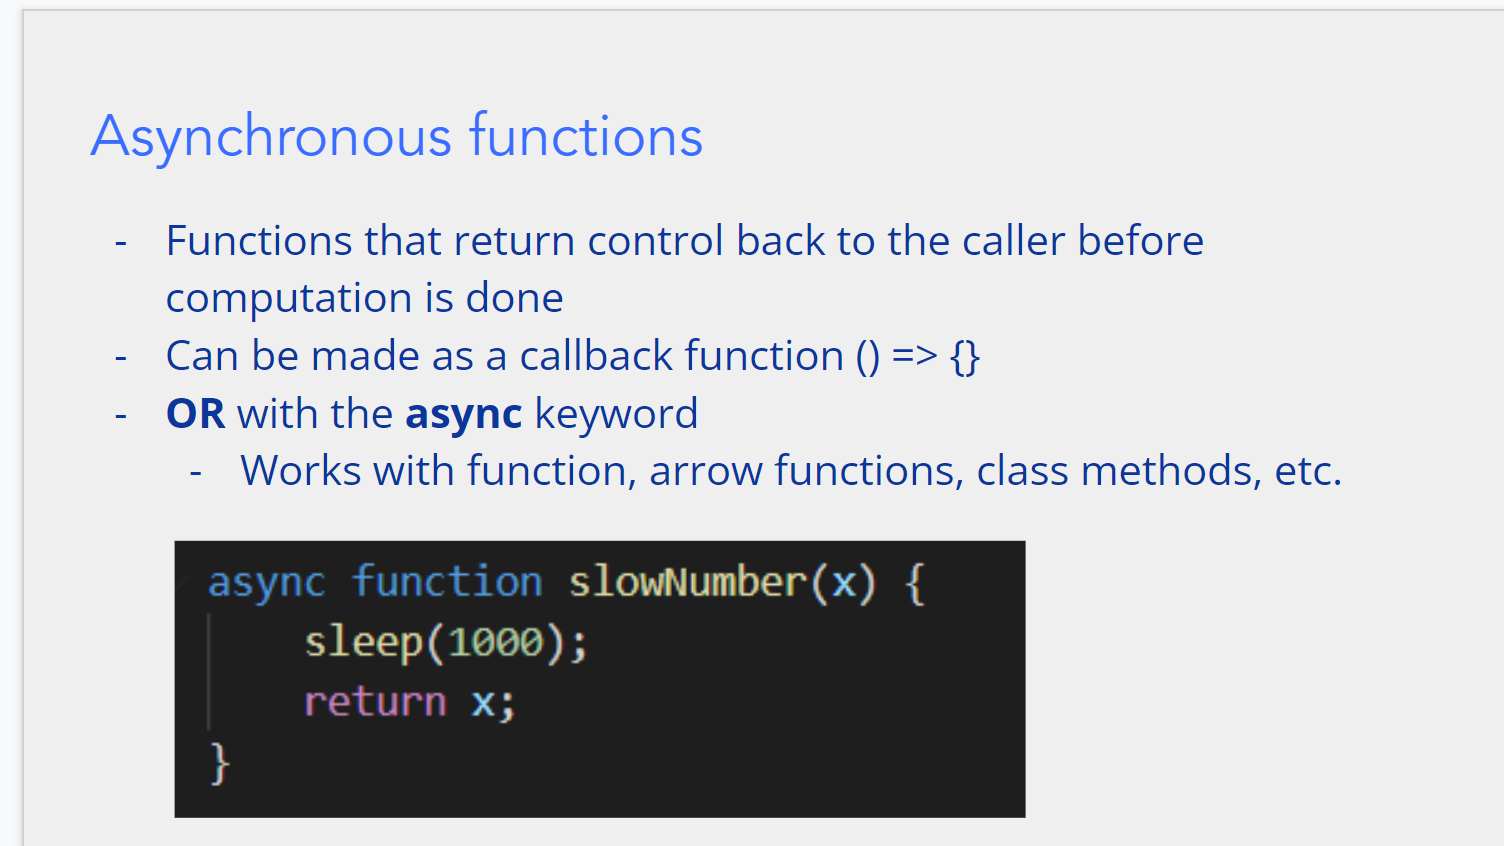 Asynchronous functions
- Functions that return control back to the caller before
computation is done
- Can be made as a callback function () => {}
- OR with the async keyword
- Works with function, arrow functions, class methods, etc.
async function slowNumber(x) {
    sleep(1000);
    return x;
}